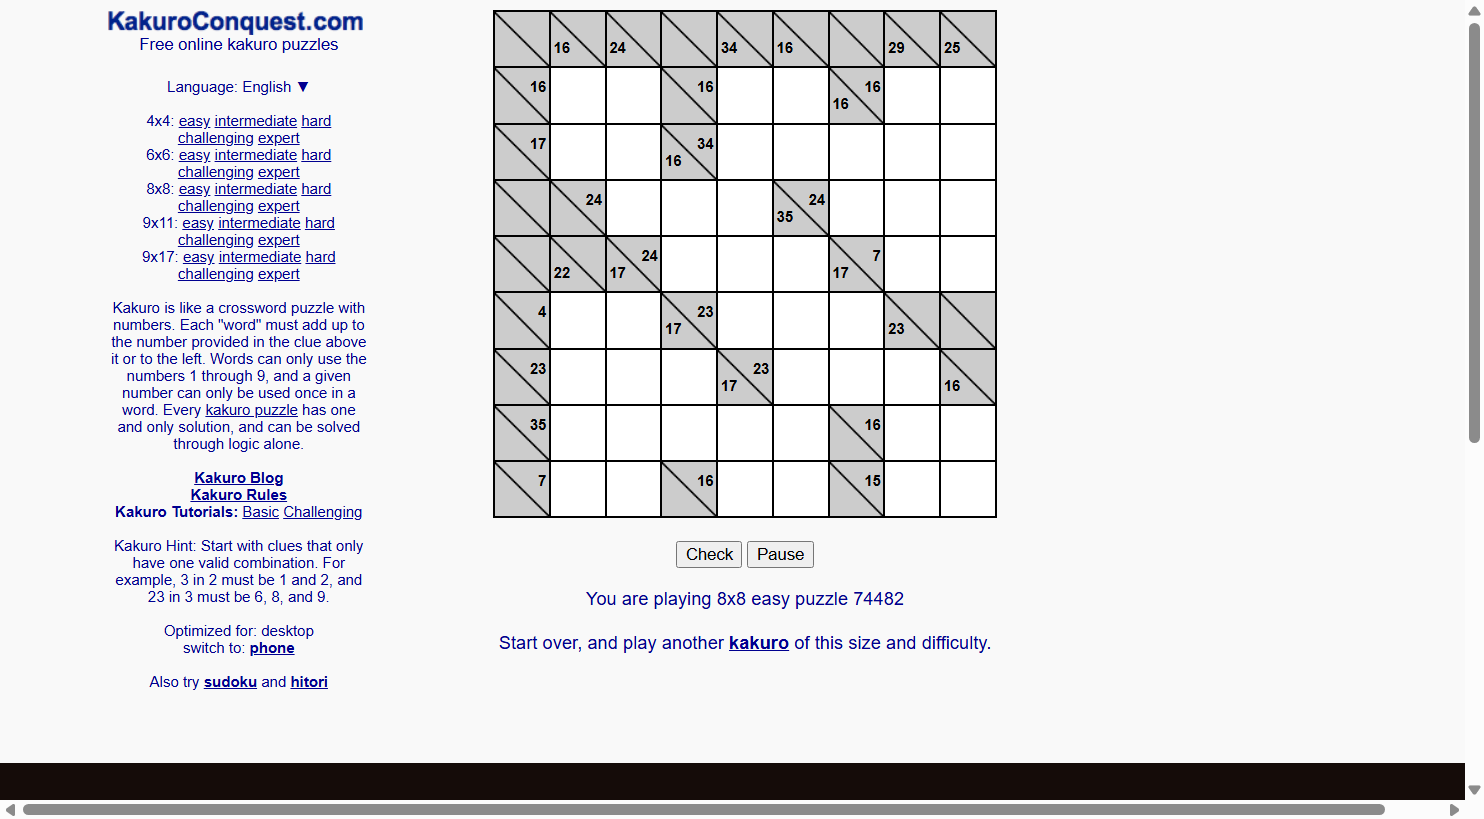 KakuroConquest.com
Free online kakuro puzzles
Language: English ▼
4x4: easy intermediate hard
challenging expert
6x6: easy intermediate hard
challenging expert
8x8: easy intermediate hard
challenging expert
9x11: easy intermediate hard
challenging expert
9x17: easy intermediate hard
challenging expert
Kakuro is like a crossword puzzle with
numbers. Each "word" must add up to
the number provided in the clue above
it or to the left. Words can only use the
numbers 1 through 9, and a given
number can only be used once in a
word. Every kakuro puzzle has one
and only solution, and can be solved
through logic alone.
Kakuro Blog
Kakuro Rules
Kakuro Tutorials: Basic Challenging
Kakuro Hint: Start with clues that only
have one valid combination. For
example, 3 in 2 must be 1 and 2, and
23 in 3 must be 6, 8, and 9.
Optimized for: desktop
switch to: phone
Also try sudoku and hitori
16 24 34 16 29 25
16 16 16 16
17 34 16
24 24 35
22 24 17 7 17
4 23 17 23
23 23 17 16
35 16
7 16 15
Check Pause
You are playing 8x8 easy puzzle 74482
Start over, and play another kakuro of this size and difficulty.